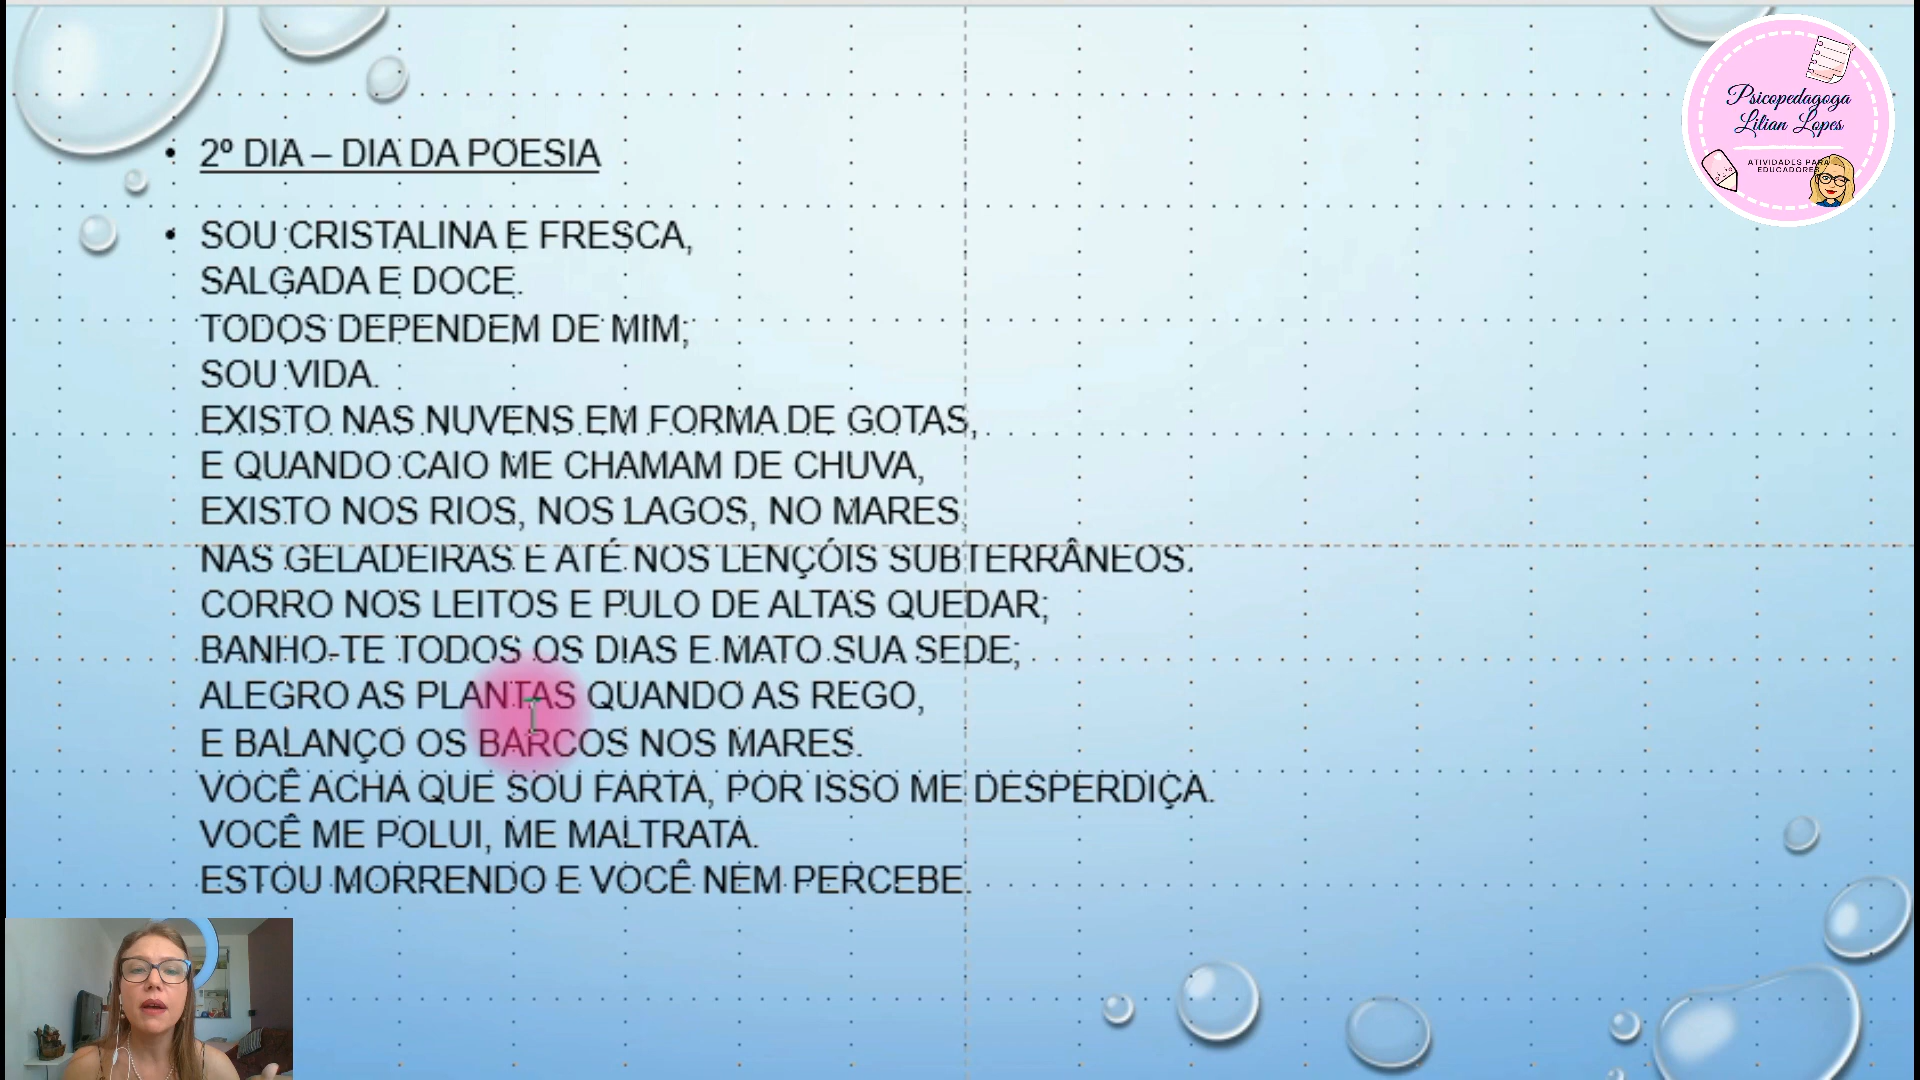 Psicopedagoga
Lilian Lopes
ATIVIDADES PARA
EDUCADORES
• 2º DIA – DIA DA POESIA
• SOU CRISTALINA E FRESCA,
SALGADA E DOCE.
TODOS DEPENDEM DE MIM;
SOU VIDA.
EXISTO NAS NUVENS EM FORMA DE GOTAS,
E QUANDO CAIO ME CHAMAM DE CHUVA,
EXISTO NOS RIOS, NOS LAGOS, NO MARES,
NAS GELADEIRAS E ATÉ NOS LENÇÓIS SUBTERRÂNEOS.
CORRO NOS LEITOS E PULO DE ALTAS QUEDAR;
BANHO-TE TODOS OS DIAS E MATO SUA SEDE;
ALEGRO AS PLANTAS QUANDO AS REGO,
E BALANÇO OS BARCOS NOS MARES.
VOCÊ ACHA QUE SOU FARTA, POR ISSO ME DESPERDIÇA.
VOCÊ ME POLUI, ME MALTRATA.
ESTOU MORRENDO E VOCÊ NEM PERCEBE.